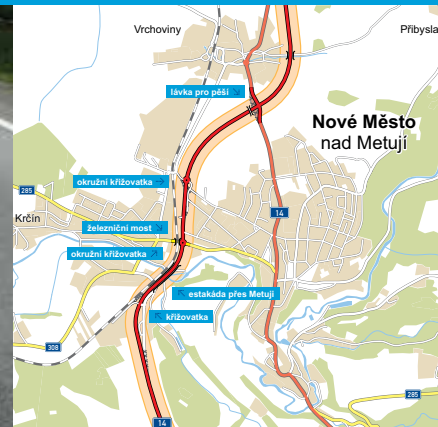 Vrchoviny
Přibysla
lávka pro pěší ↘
Nové Město
nad Metují
okružní křižovatka →
285
14
Krčín
železniční most ↘
okružní křižovatka ↗
↖ estakáda přes Metuji
↖ křižovatka
308
285
14